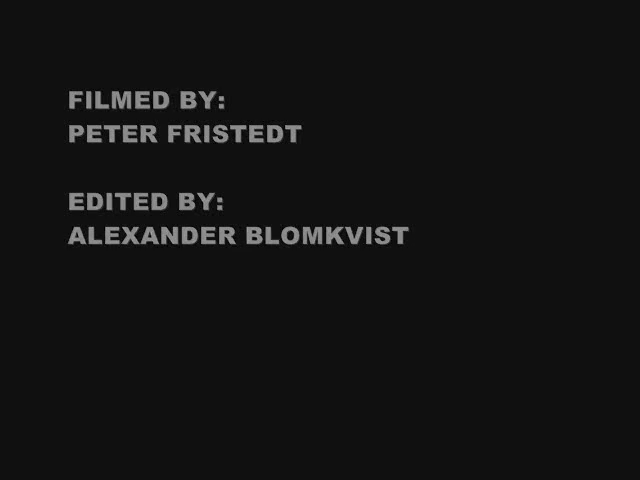 FILMED BY:
PETER FRISTEDT
EDITED BY:
ALEXANDER BLOMKVIST